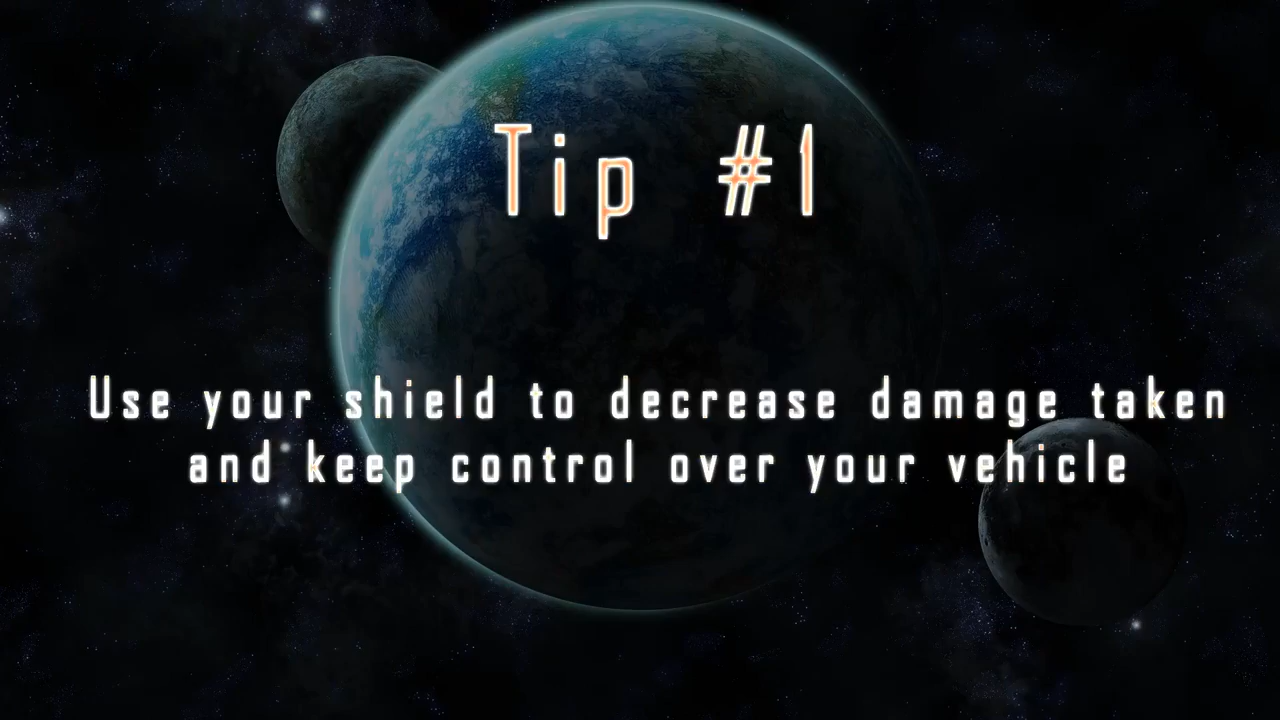 Tip #1
Use your shield to decrease damage taken
and keep control over your vehicle